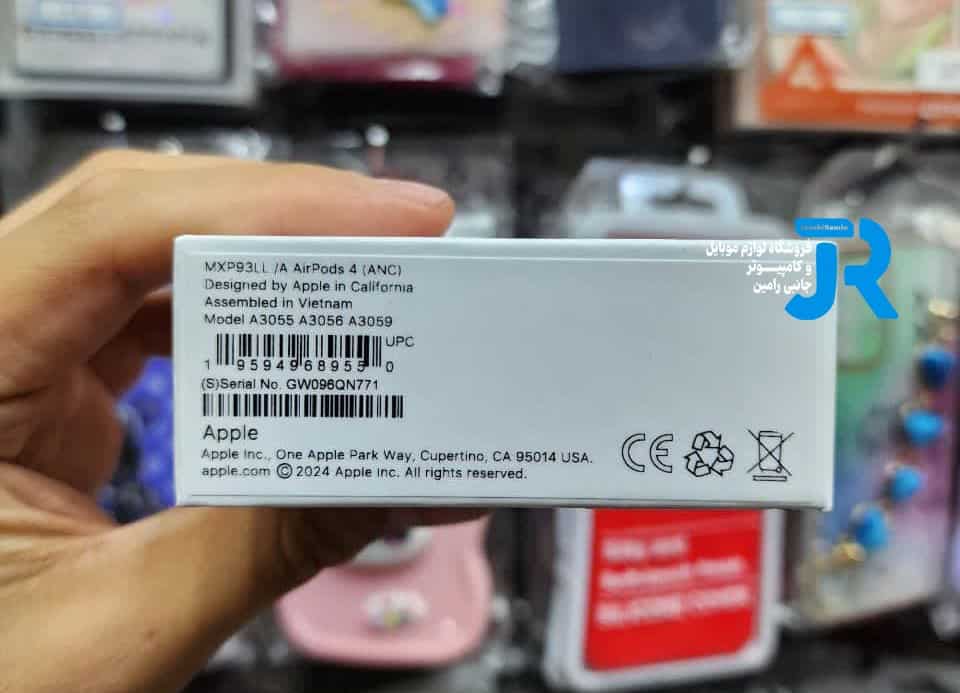 MXP93LL /A AirPods 4 (ANC)
Designed by Apple in California
Assembled in Vietnam
Model A3055 A3056 A3059
UPC
1 95949 68955 0
(S)Serial No. GW096QN771
Apple
Apple Inc., One Apple Park Way, Cupertino, CA 95014 USA.
apple.com © 2024 Apple Inc. All rights reserved.
CE
فروشگاه لوازم موبایل
و کامپیـــوتر
جانبی رامین
JR